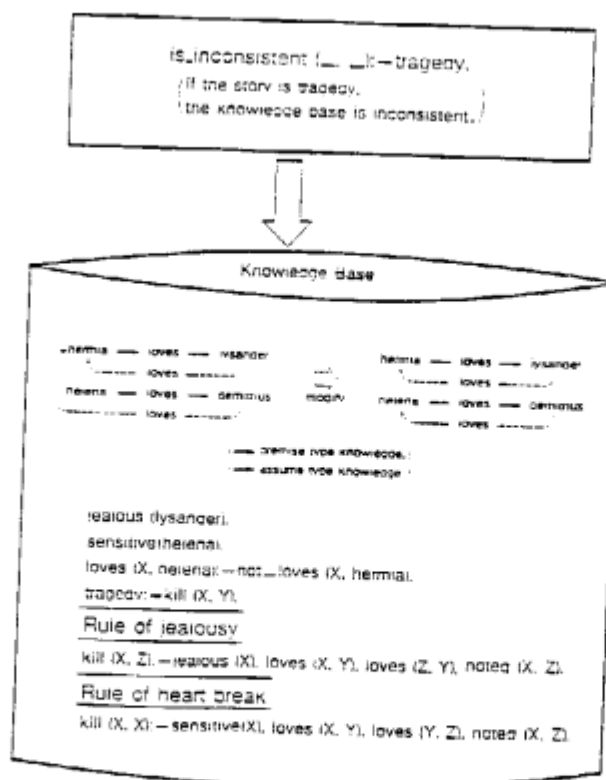 is_inconsistent (_, _):-tragedy.
if the story is tragedy,
the knowledge base is inconsistent.
Knowledge Base
hermia — loves — lysander
loves
helena — loves — demitrius
loves
modify
hermia — loves — lysander
loves
helena — loves — demitrius
loves
premise type knowledge.
assume type knowledge
jealous (lysander).
sensitive(helena).
loves (X, helena):-not_loves (X, hermia).
tragedy:-kill (X, Y).
Rule of jealousy
kill (X, Z):-jealous (X), loves (X, Y), loves (Z, Y), noteq (X, Z).
Rule of heart break
kill (X, X):-sensitive(X), loves (X, Y), loves (Y, Z), noteq (X, Z).